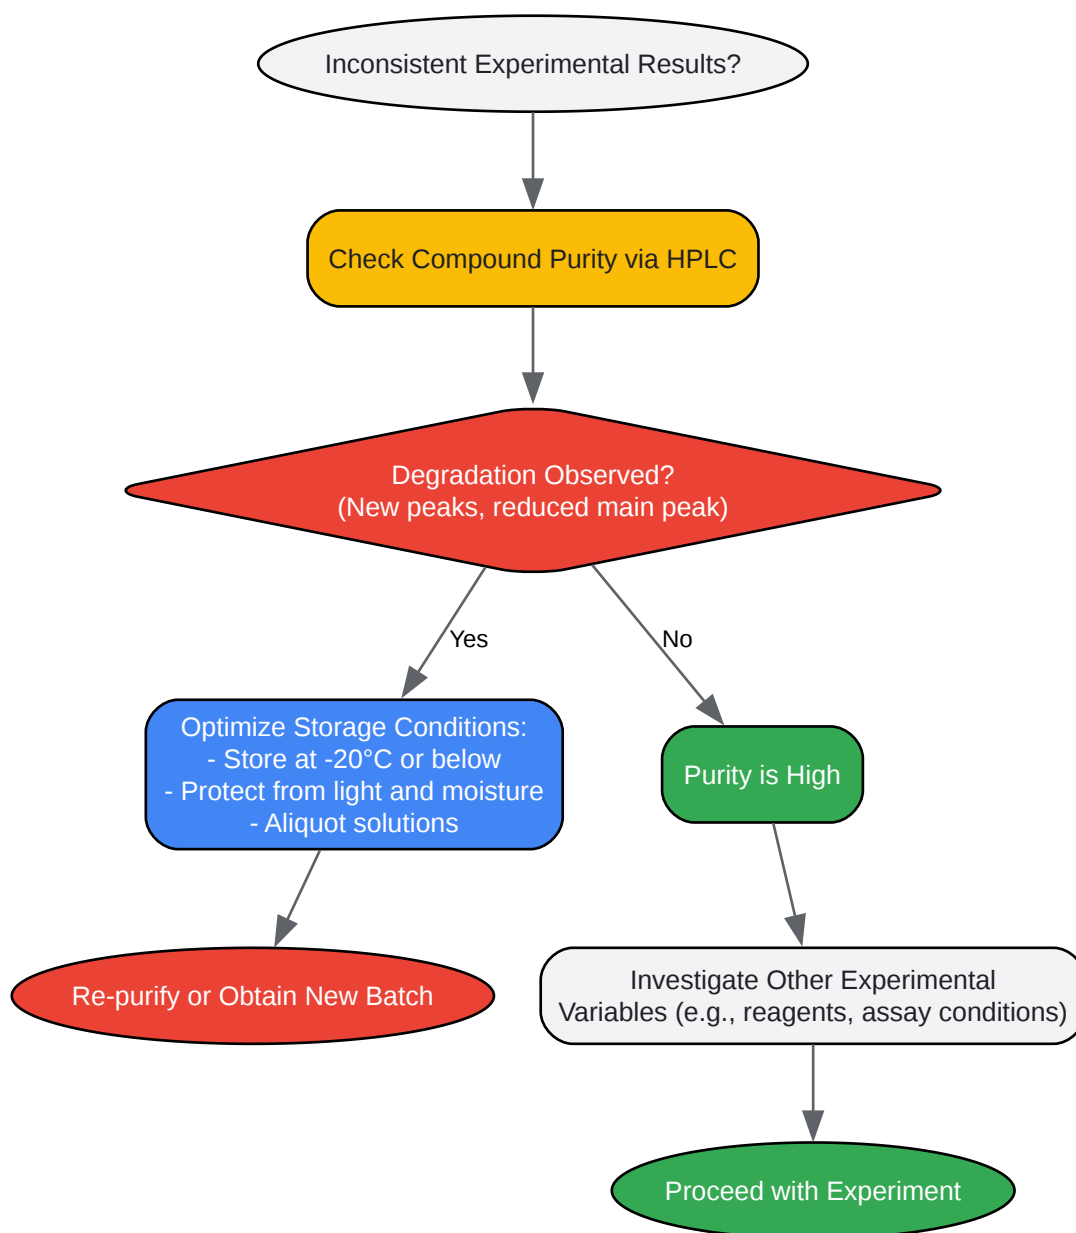 Inconsistent Experimental Results?
Check Compound Purity via HPLC
Degradation Observed?
(New peaks, reduced main peak)
Yes
No
Optimize Storage Conditions:
- Store at -20°C or below
- Protect from light and moisture
- Aliquot solutions
Purity is High
Re-purify or Obtain New Batch
Investigate Other Experimental
Variables (e.g., reagents, assay conditions)
Proceed with Experiment